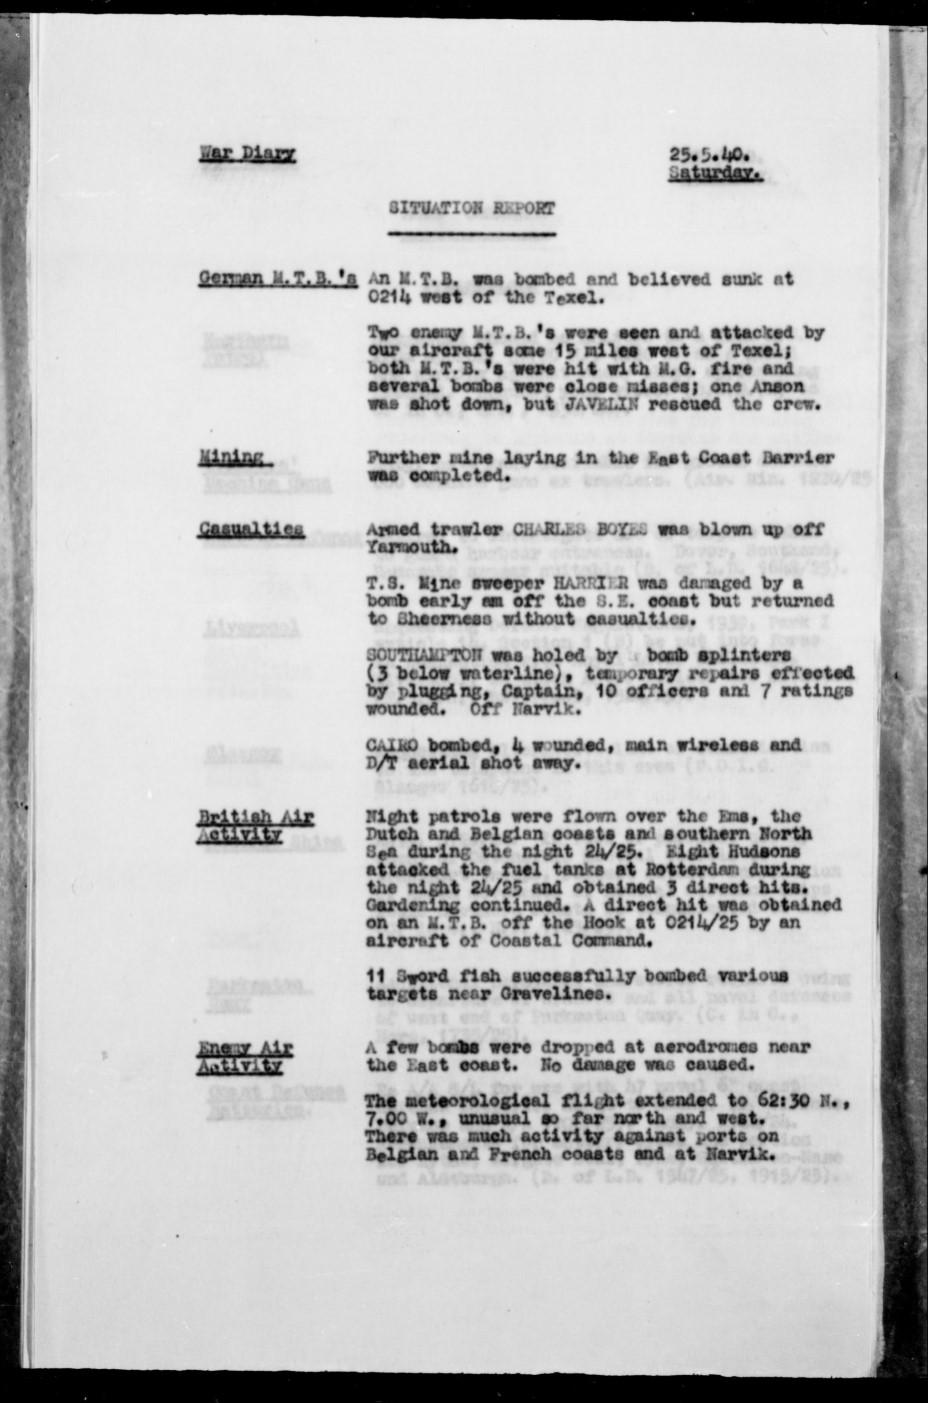 War Diary
25.5.40.
Saturday.
SITUATION REPORT
German M.T.B.'s An M.T.B. was bombed and believed sunk at
0214 west of the Texel.
Two enemy M.T.B.'s were seen and attacked by
our aircraft some 15 miles west of Texel;
both M.T.B.'s were hit with M.G. fire and
several bombs were close misses; one Anson
was shot down, but JAVELIN rescued the crew.
Mining Further mine laying in the East Coast Barrier
was completed.
Casualties Armed trawler CHARLES BOYES was blown up off
Yarmouth.
T.S. Mine sweeper HARRIER was damaged by a
bomb early am off the S.E. coast but returned
to Sheerness without casualties.
SOUTHAMPTON was holed by bomb splinters
(3 below waterline), temporary repairs effected
by plugging, Captain, 10 officers and 7 ratings
wounded. Off Narvik.
CAIRO bombed, 4 wounded, main wireless and
D/T aerial shot away.
British Air Night patrols were flown over the Ems, the
Activity Dutch and Belgian coasts and southern North
Sea during the night 24/25. Eight Hudsons
attacked the fuel tanks at Rotterdam during
the night 24/25 and obtained 3 direct hits.
Gardening continued. A direct hit was obtained
on an M.T.B. off the Hook at 0214/25 by an
aircraft of Coastal Command.
11 Sword fish successfully bombed various
targets near Gravelines.
Enemy Air A few bombs were dropped at aerodromes near
Activity the East coast. No damage was caused.
The meteorological flight extended to 62:30 N.,
7.00 W., unusual so far north and west.
There was much activity against ports on
Belgian and French coasts and at Narvik.